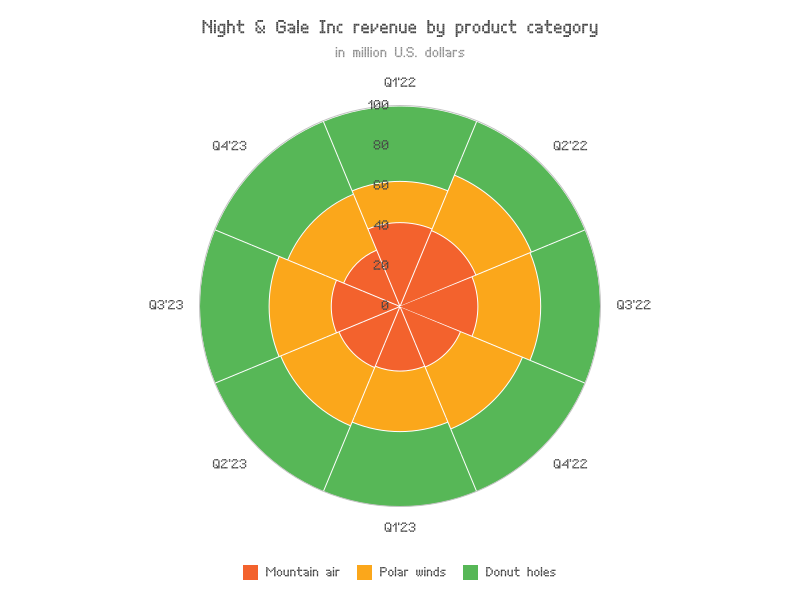 Night & Gale Inc revenue by product category
in million U.S. dollars
Q1'22
Q2'22
Q3'22
Q4'22
Q1'23
Q2'23
Q3'23
Q4'23
100
80
60
40
20
0
Mountain air
Polar winds
Donut holes